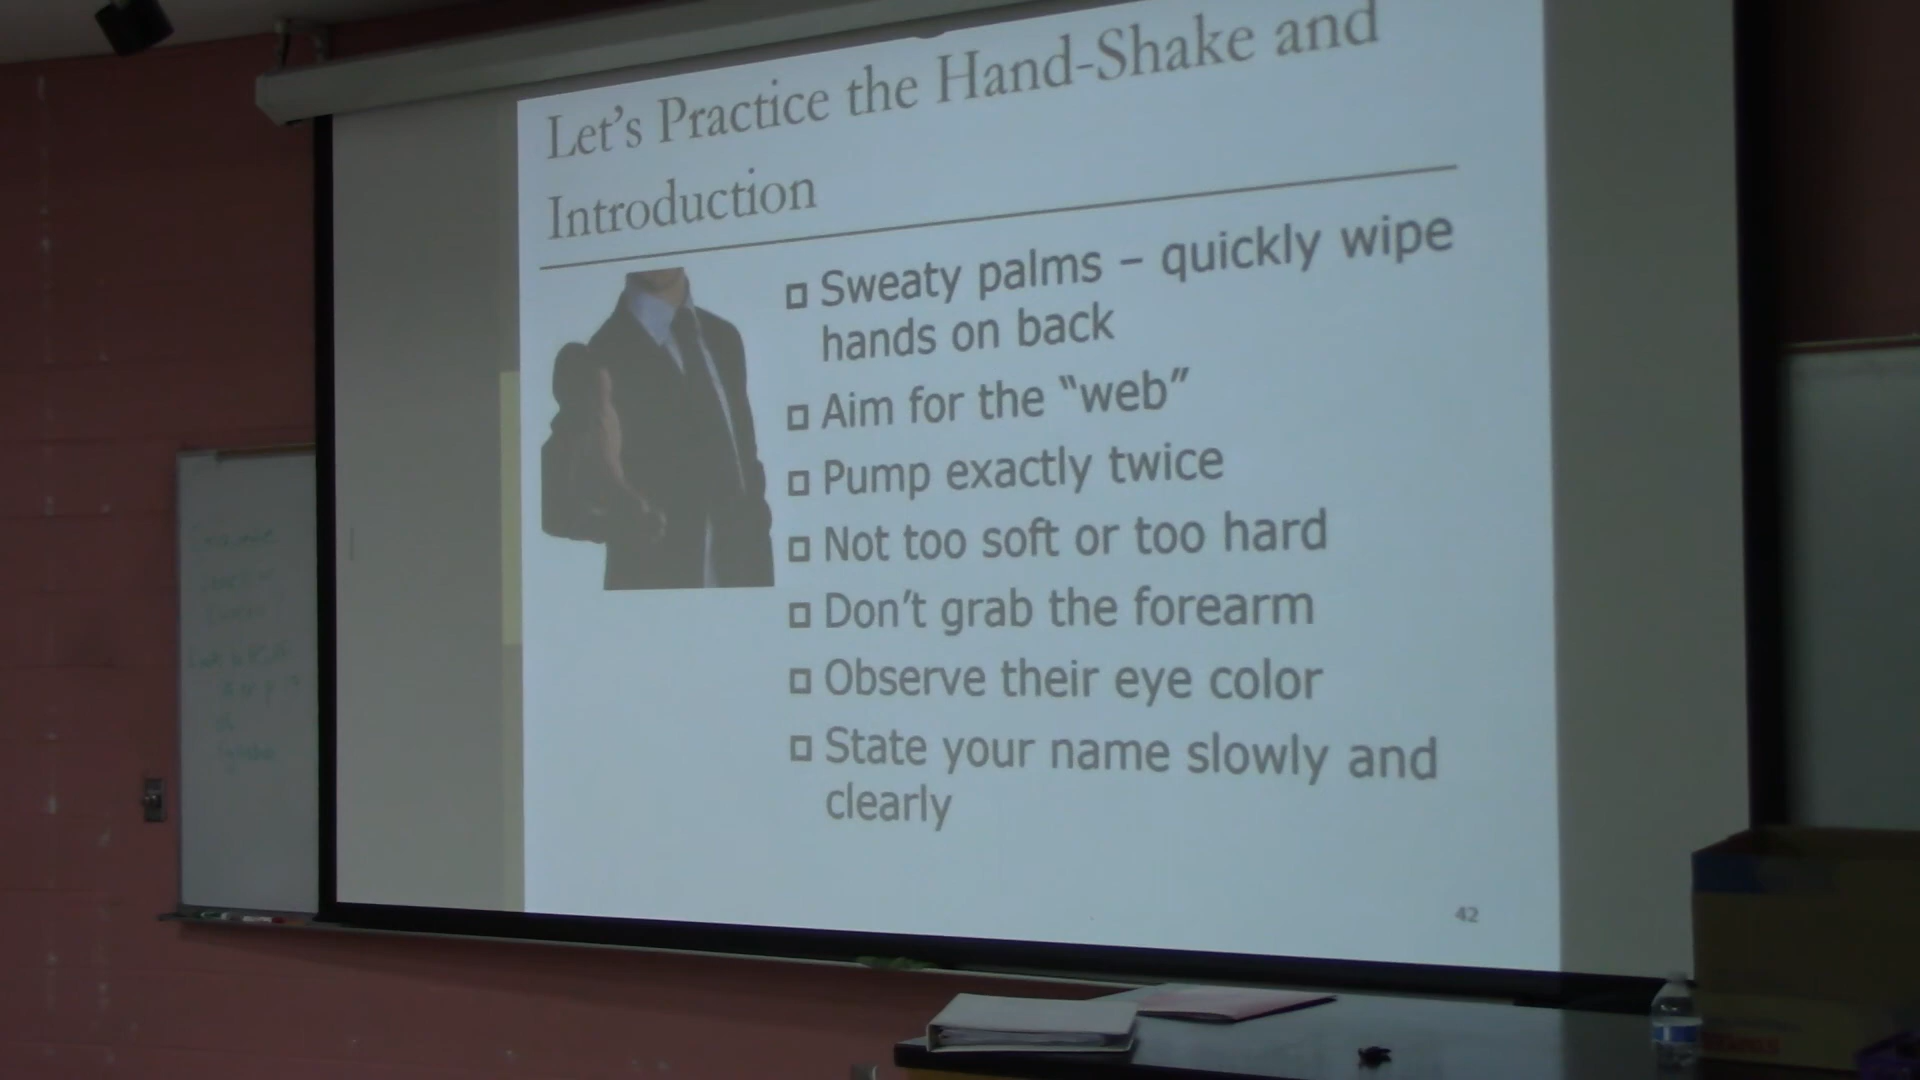 Let's Practice the Hand-Shake and
Introduction
Sweaty palms – quickly wipe
hands on back
Aim for the “web”
Pump exactly twice
Not too soft or too hard
Don't grab the forearm
Observe their eye color
State your name slowly and
clearly
42